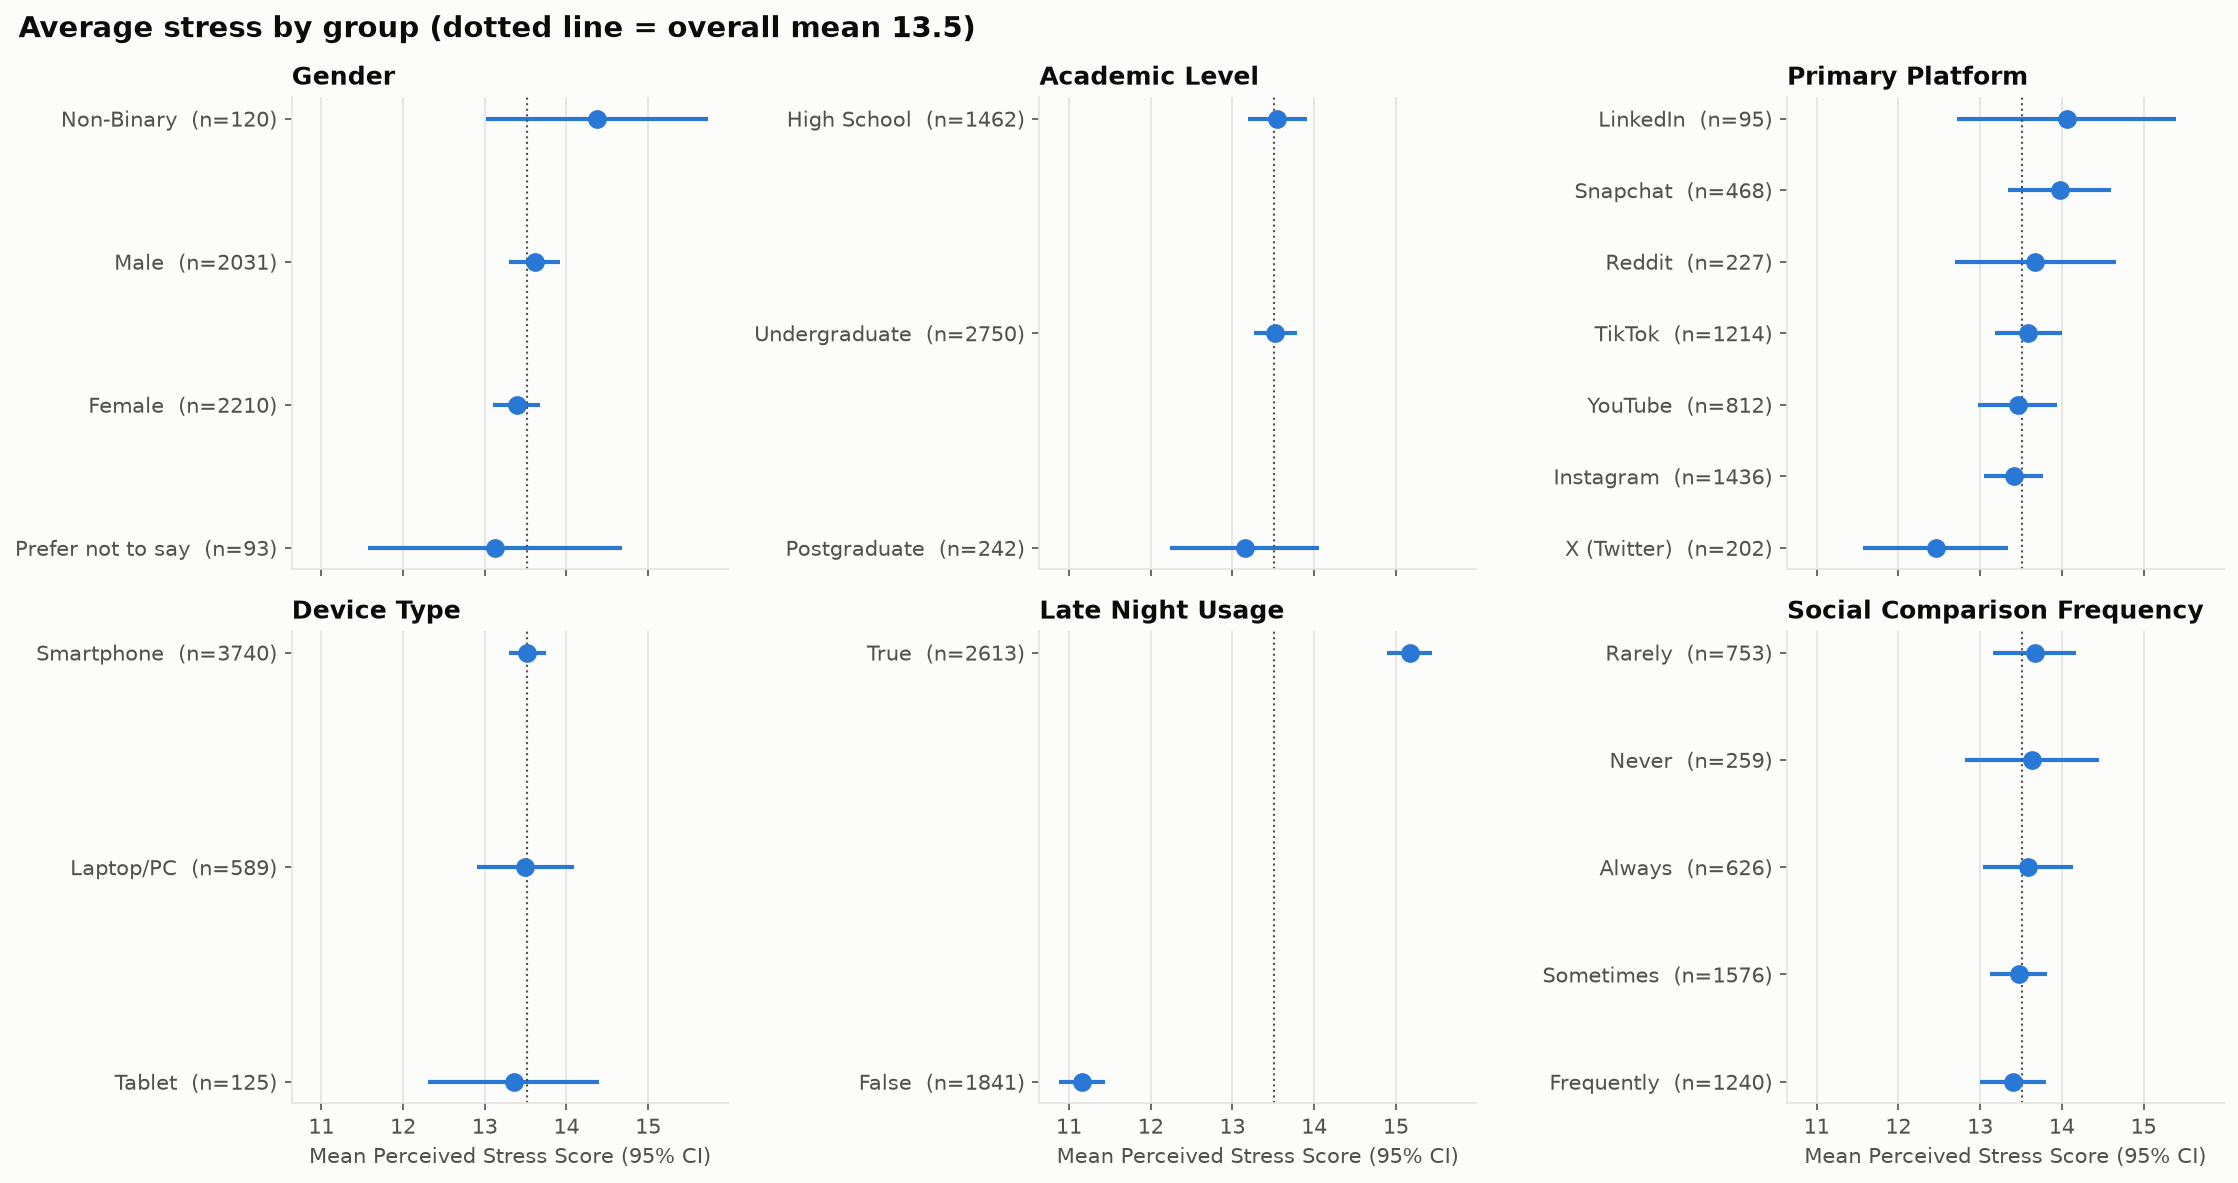 Average stress by group (dotted line = overall mean 13.5)
Gender
Non-Binary (n=120)
Male (n=2031)
Female (n=2210)
Prefer not to say (n=93)
Academic Level
High School (n=1462)
Undergraduate (n=2750)
Postgraduate (n=242)
Primary Platform
LinkedIn (n=95)
Snapchat (n=468)
Reddit (n=227)
TikTok (n=1214)
YouTube (n=812)
Instagram (n=1436)
X (Twitter) (n=202)
Device Type
Smartphone (n=3740)
Laptop/PC (n=589)
Tablet (n=125)
11 12 13 14 15
Mean Perceived Stress Score (95% CI)
Late Night Usage
True (n=2613)
False (n=1841)
11 12 13 14 15
Mean Perceived Stress Score (95% CI)
Social Comparison Frequency
Rarely (n=753)
Never (n=259)
Always (n=626)
Sometimes (n=1576)
Frequently (n=1240)
11 12 13 14 15
Mean Perceived Stress Score (95% CI)